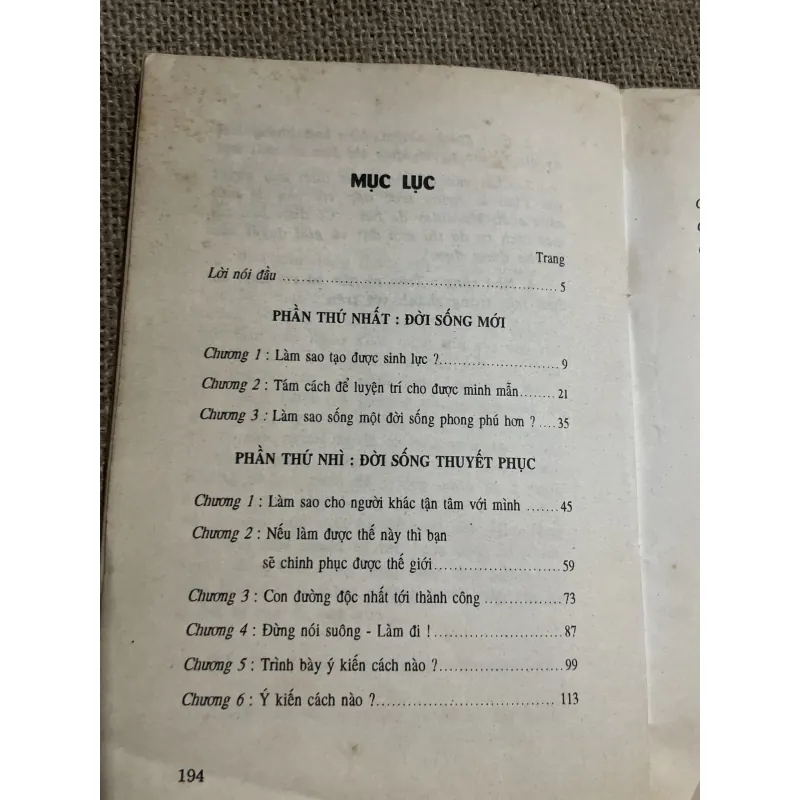 MỤC LỤC
Trang
Lời nói đầu ........ 5
PHẦN THỨ NHẤT : ĐỜI SỐNG MỚI
Chương 1 : Làm sao tạo được sinh lực ?........ 9
Chương 2 : Tám cách để luyện trí cho được minh mẫn........ 21
Chương 3 : Làm sao sống một đời sống phong phú hơn ?....35
PHẦN THỨ NHÌ : ĐỜI SỐNG THUYẾT PHỤC
Chương 1 : Làm sao cho người khác tận tâm với mình .......45
Chương 2 : Nếu làm được thế này thì bạn
sẽ chinh phục được thế giới........59
Chương 3 : Con đường độc nhất tới thành công ........73
Chương 4 : Đừng nói suông - Làm đi !........87
Chương 5 : Trình bày ý kiến cách nào ?........99
Chương 6 : Ý kiến cách nào ?........ 113
194